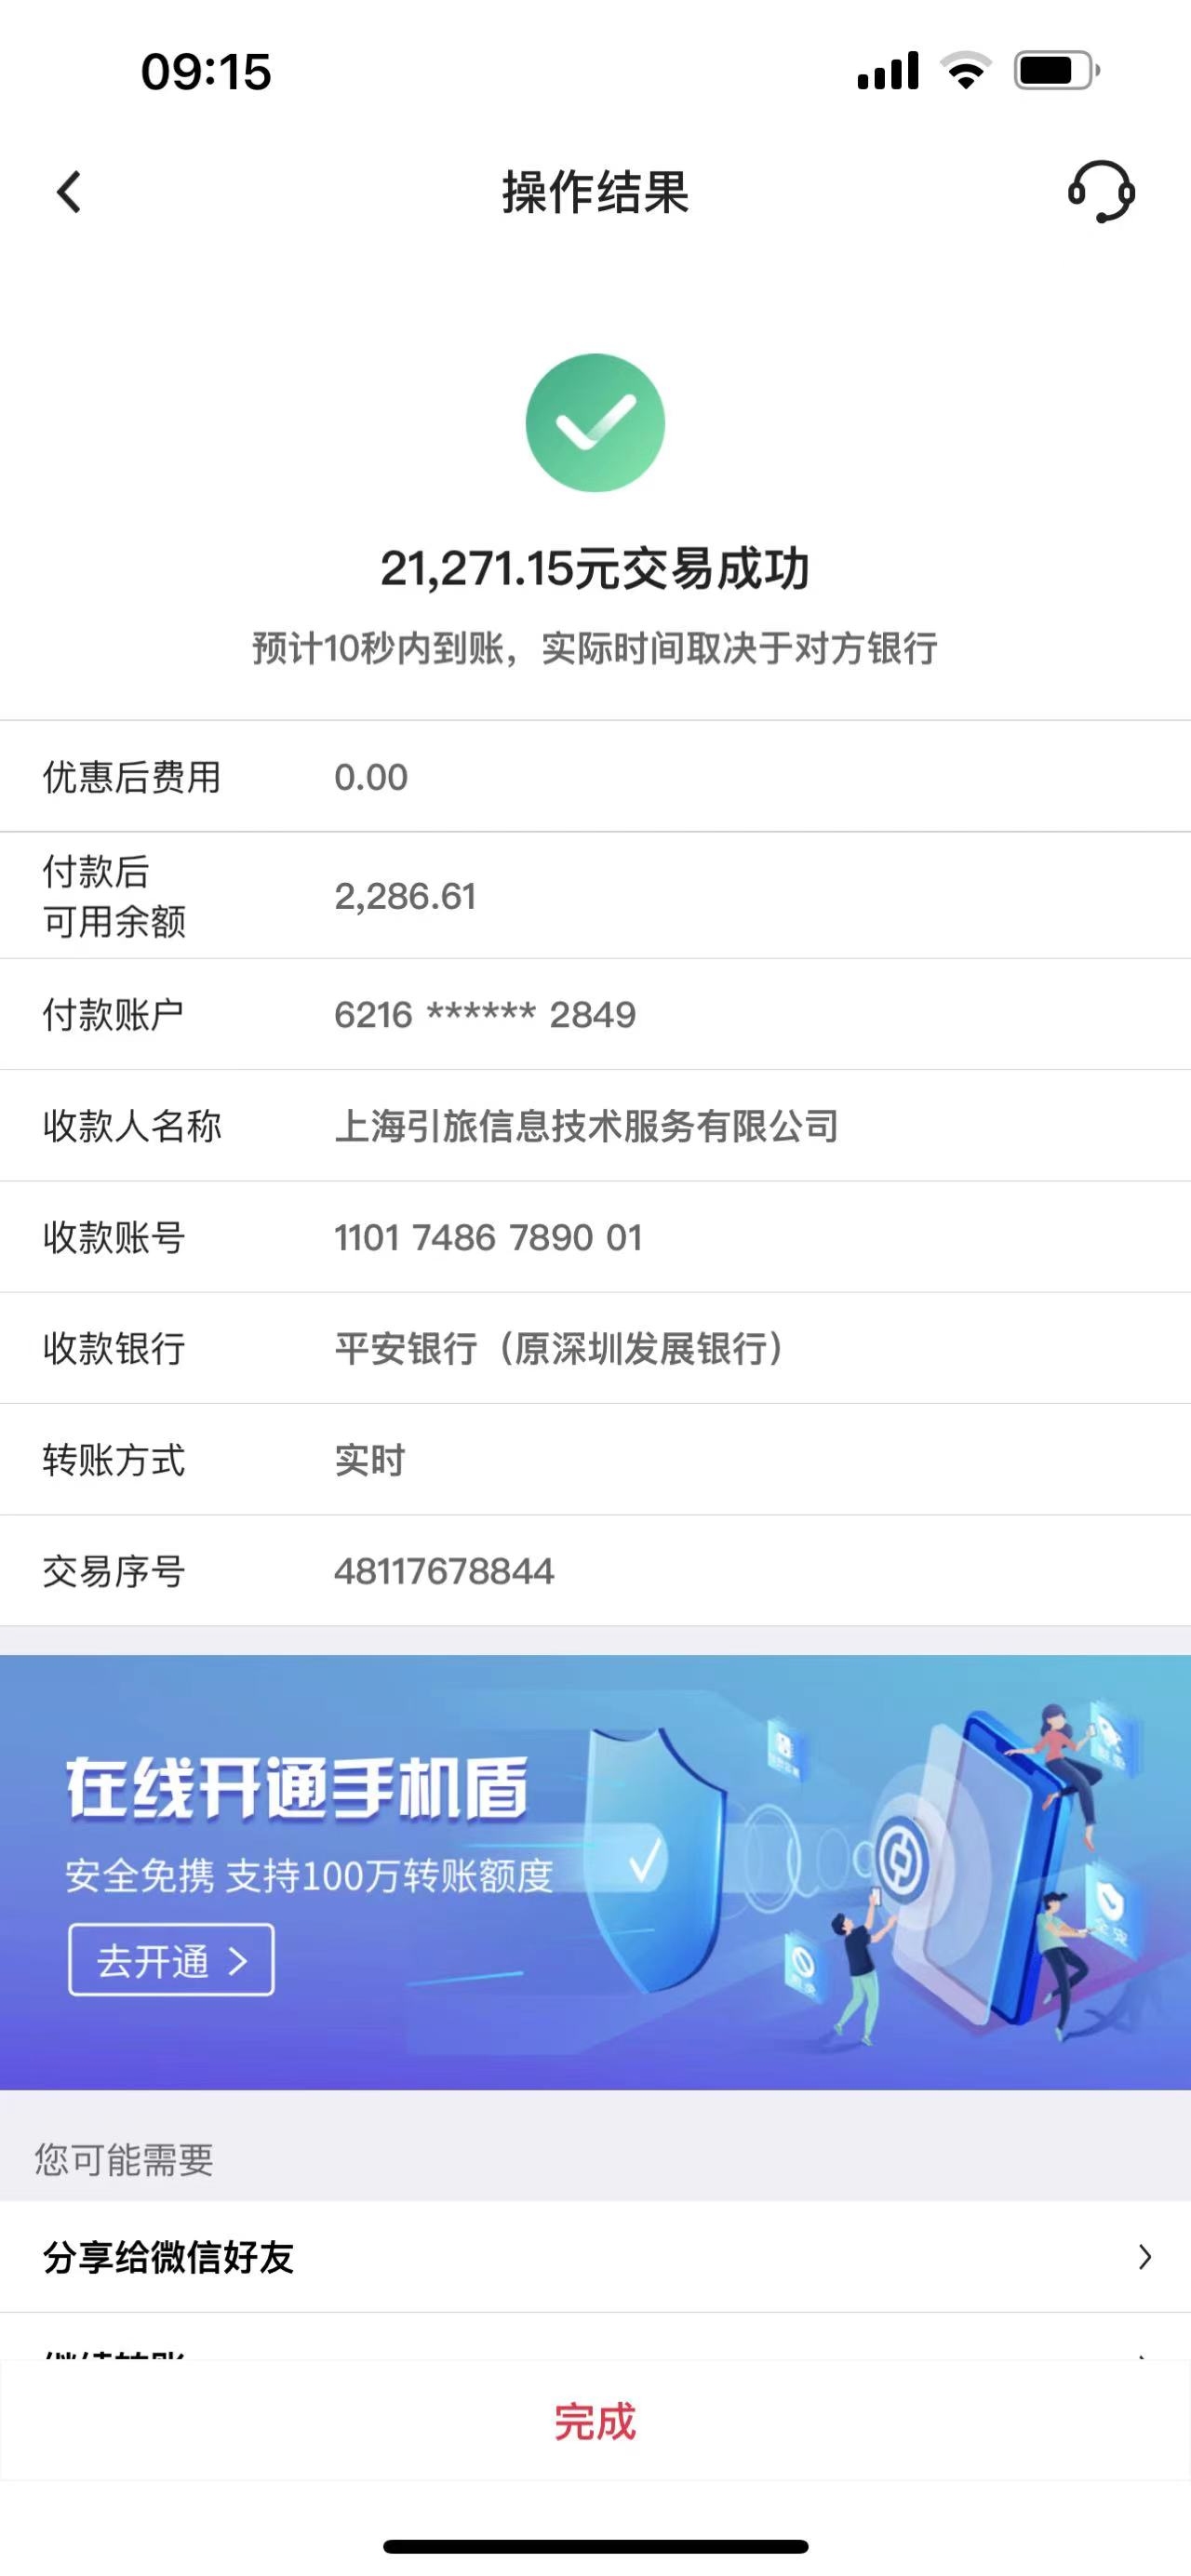 09:15
操作结果
21,271.15元交易成功
预计10秒内到账，实际时间取决于对方银行
优惠后费用 0.00
付款后
可用余额 2,286.61
付款账户 6216 ****** 2849
收款人名称 上海引旅信息技术服务有限公司
收款账号 1101 7486 7890 01
收款银行 平安银行（原深圳发展银行）
转账方式 实时
交易序号 48117678844
在线开通手机盾
安全免携 支持100万转账额度
去开通 >
您可能需要
分享给微信好友
完成